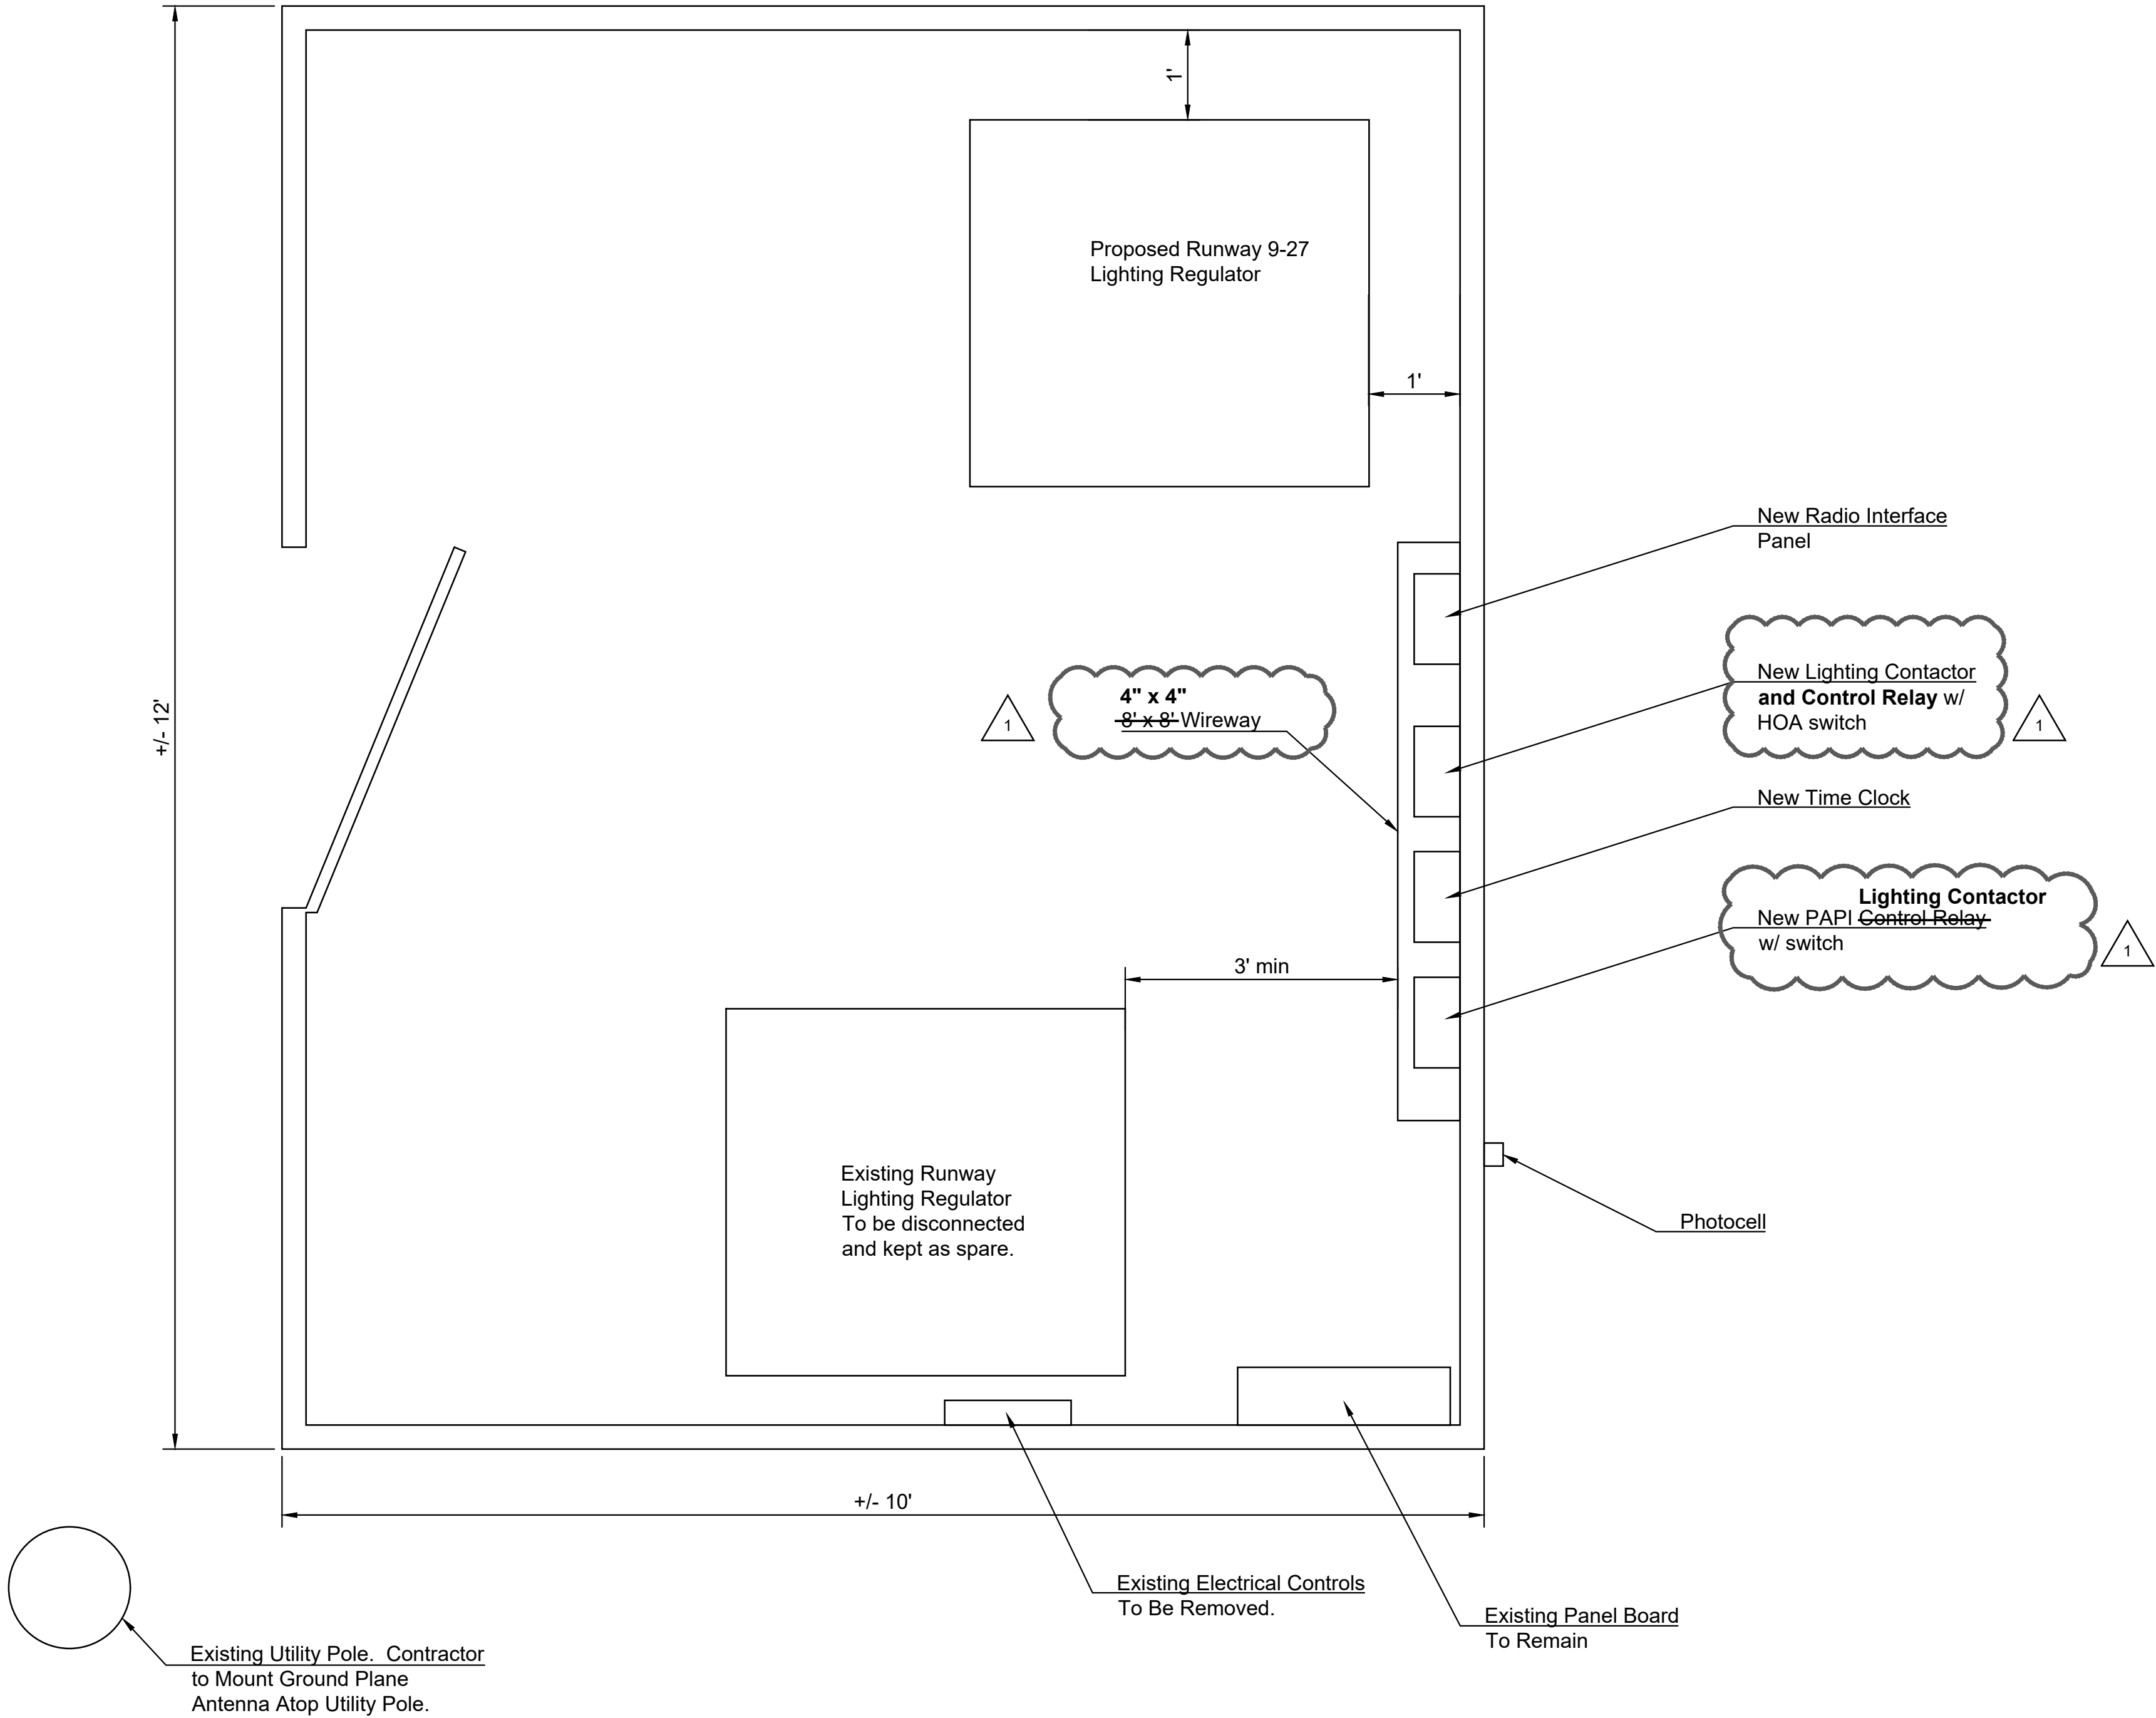 1'
Proposed Runway 9-27
Lighting Regulator
1'
New Radio Interface
Panel
+/- 12'
1
4" x 4"
8' x 8' Wireway
New Lighting Contactor
and Control Relay w/
HOA switch
1
New Time Clock
Lighting Contactor
New PAPI Control Relay
w/ switch
1
3' min
Existing Runway
Lighting Regulator
To be disconnected
and kept as spare.
Photocell
+/- 10'
Existing Electrical Controls
To Be Removed.
Existing Panel Board
To Remain
Existing Utility Pole.  Contractor
to Mount Ground Plane
Antenna Atop Utility Pole.